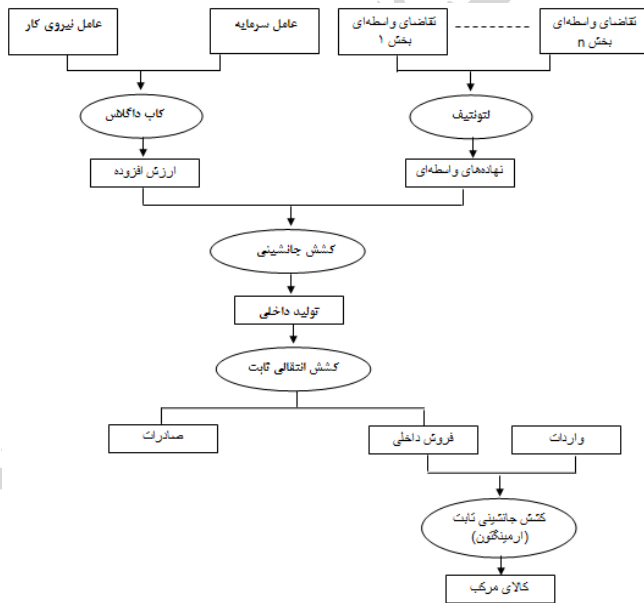 عامل نیروی کار
عامل سرمایه
تقاضای واسطه‌ای
بخش ۱
تقاضای واسطه‌ای
بخش n
کاب داگلاس
لئونتیف
ارزش افزوده
نهاده‌های واسطه‌ای
کشش جانشینی
تولید داخلی
کشش انتقالی ثابت
صادرات
فروش داخلی
واردات
کشش جانشینی ثابت
(ارمینگتون)
کالای مرکب